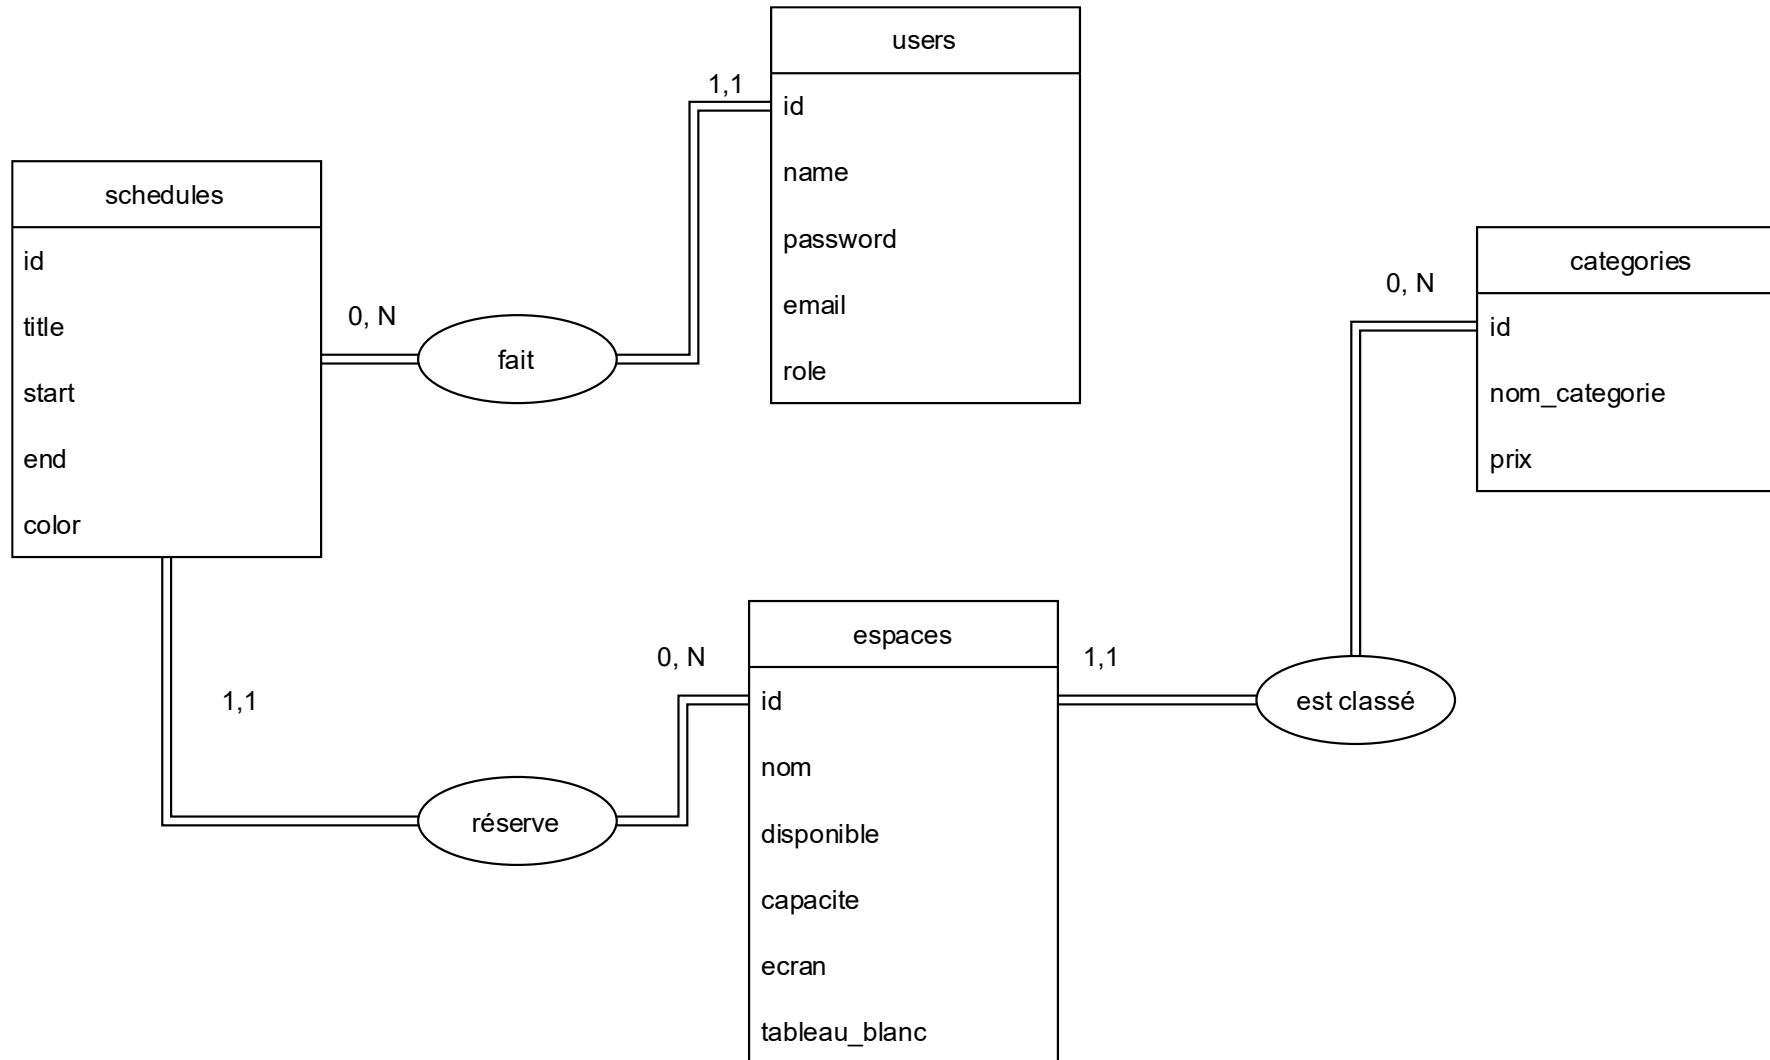 users
1,1
id
name
password
email
role
schedules
id
title
start
end
color
0, N
fait
categories
0, N
id
nom_categorie
prix
espaces
0, N
1,1
id
nom
disponible
capacite
ecran
tableau_blanc
est classé
1,1
réserve